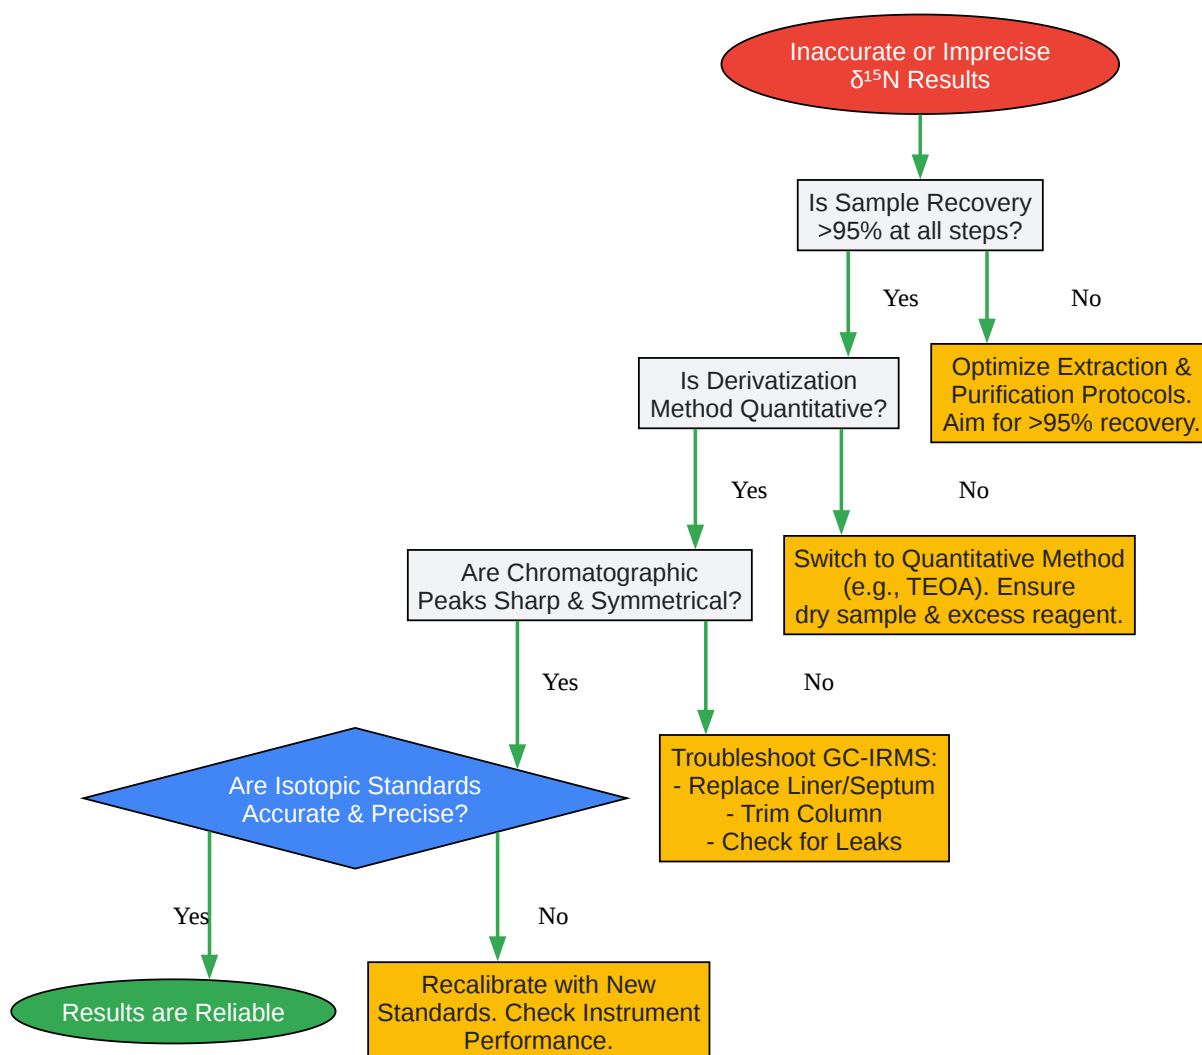 Inaccurate or Imprecise
δ¹⁵N Results
Is Sample Recovery
>95% at all steps?
Yes
No
Is Derivatization
Method Quantitative?
Optimize Extraction &
Purification Protocols.
Aim for >95% recovery.
Yes
No
Are Chromatographic
Peaks Sharp & Symmetrical?
Switch to Quantitative Method
(e.g., TEOA). Ensure
dry sample & excess reagent.
Yes
No
Are Isotopic Standards
Accurate & Precise?
Troubleshoot GC-IRMS:
- Replace Liner/Septum
- Trim Column
- Check for Leaks
Yes
No
Results are Reliable
Recalibrate with New
Standards. Check Instrument
Performance.